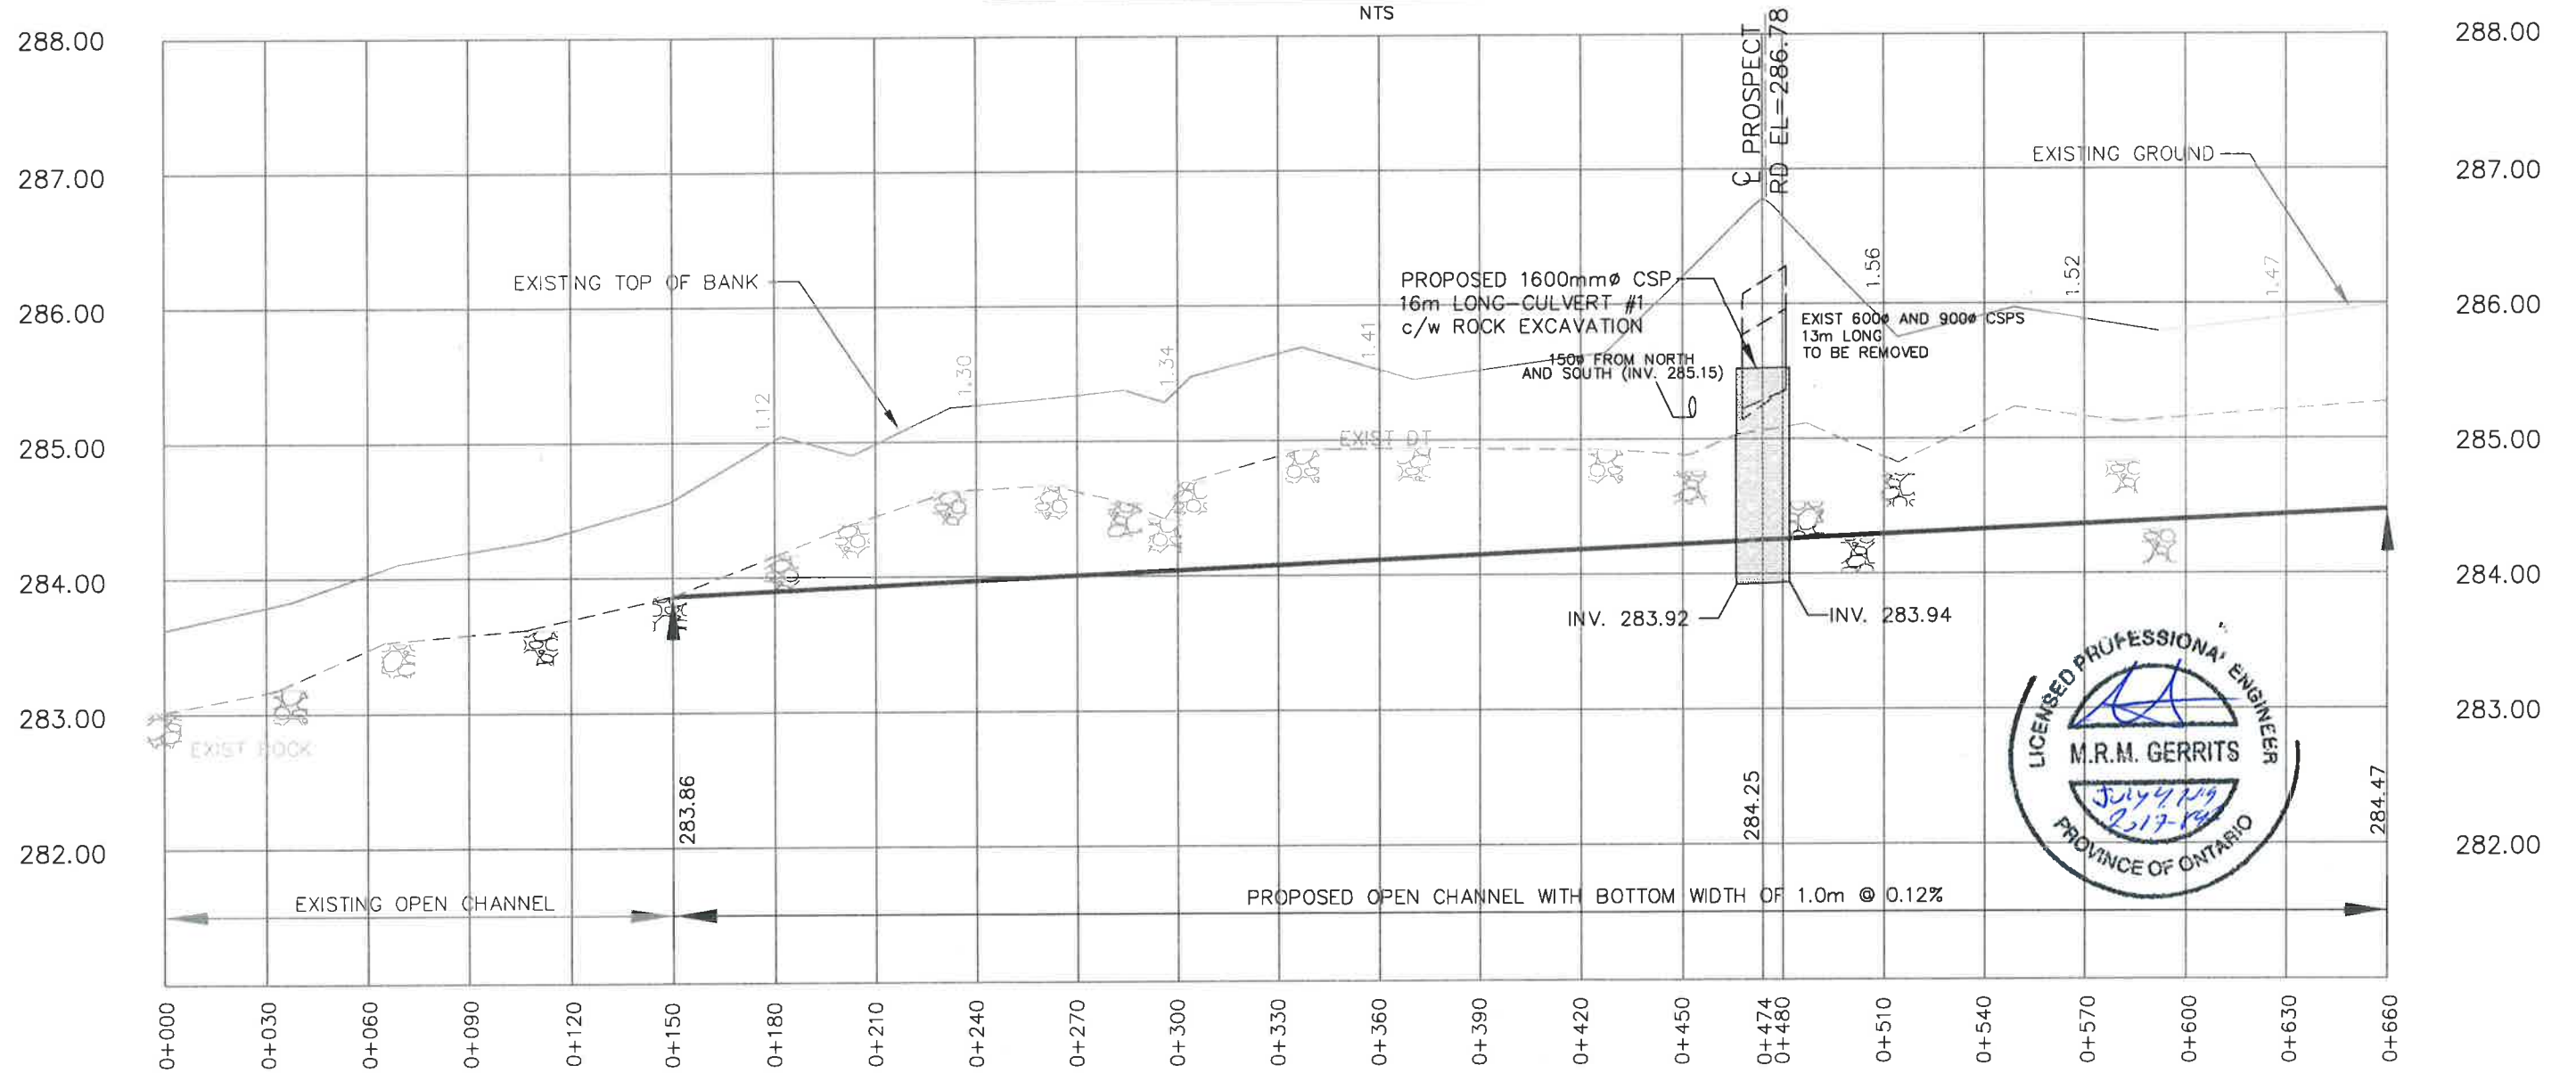 NTS
288.00
287.00
286.00
285.00
284.00
283.00
282.00
288.00
287.00
286.00
285.00
284.00
283.00
282.00
℄ PROSPECT
RD EL=286.78
EXISTING GROUND
EXISTNG TOP OF BANK
PROPOSED 1600mmø CSP
16m LONG-CULVERT #1
c/w ROCK EXCAVATION
EXIST 600ø AND 900ø CSPS
13m LONG
TO BE REMOVED
150ø FROM NORTH
AND SOUTH (INV. 285.15)
1.12
1.30
1.34
1.41
1.56
1.52
1.47
EXIST DT
EXIST ROCK
INV. 283.92
INV. 283.94
283.86
284.25
284.47
LICENSED PROFESSIONAL ENGINEER
M.R.M. GERRITS
PROVINCE OF ONTARIO
EXISTING OPEN CHANNEL
PROPOSED OPEN CHANNEL WITH BOTTOM WIDTH OF 1.0m @ 0.12%
0+000
0+030
0+060
0+090
0+120
0+150
0+180
0+210
0+240
0+270
0+300
0+330
0+360
0+390
0+420
0+450
0+474
0+480
0+510
0+540
0+570
0+600
0+630
0+660